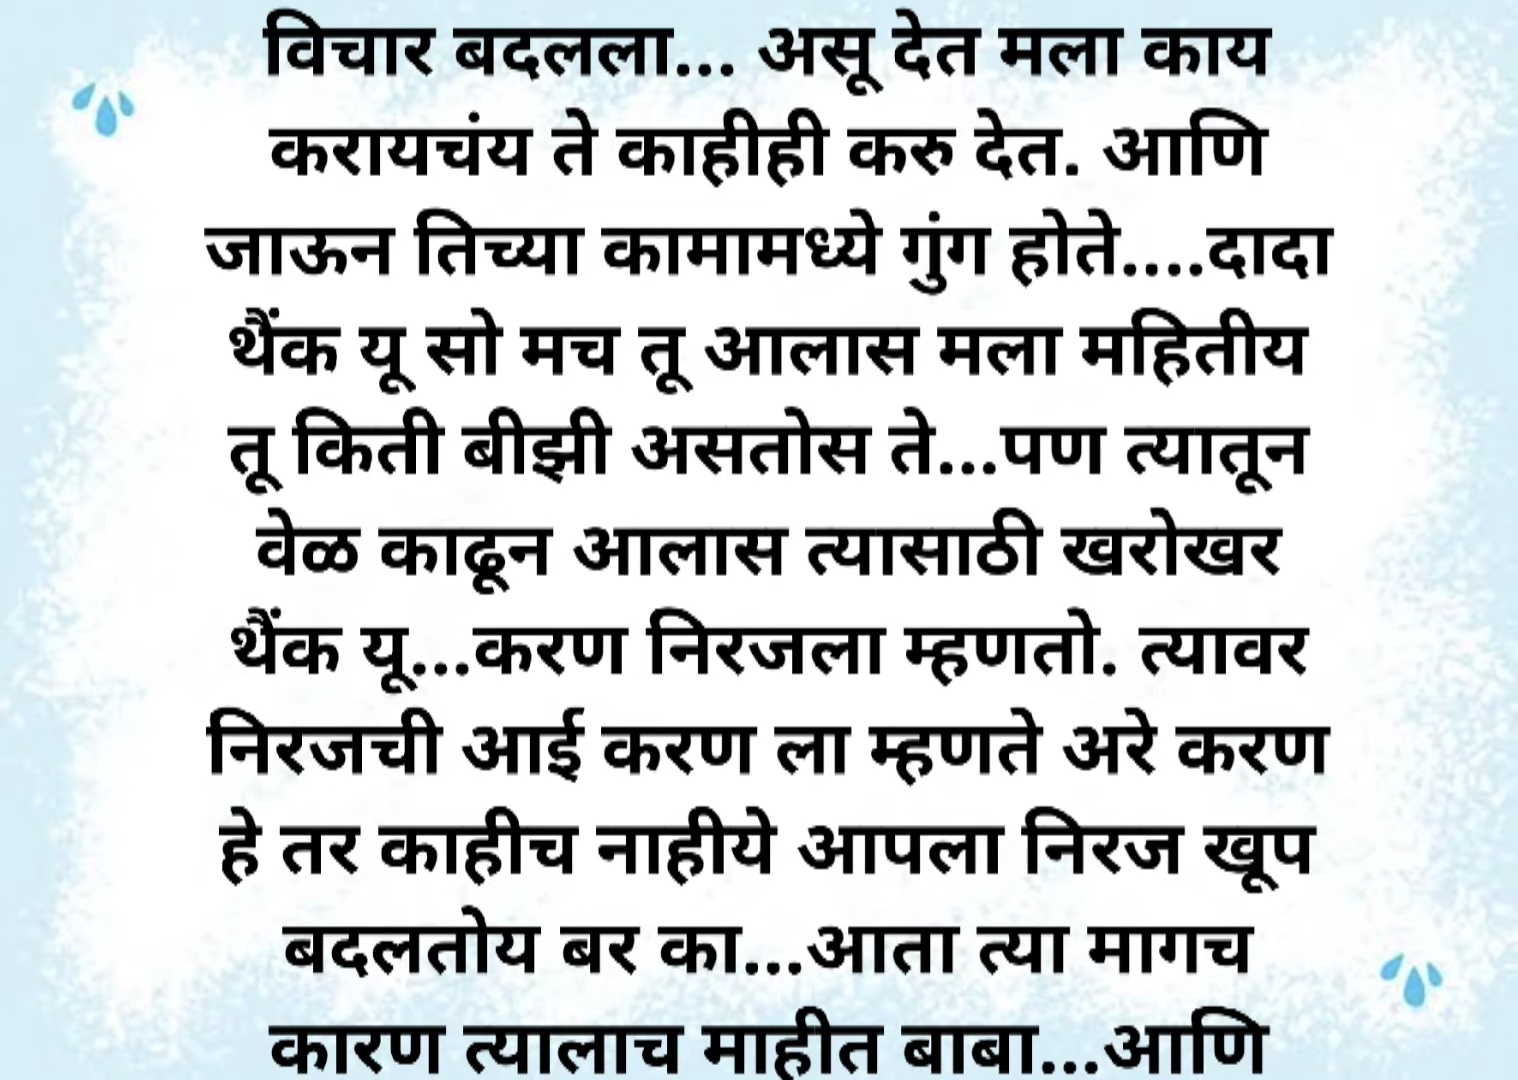 विचार बदलला... असू देत मला काय
करायचंय ते काहीही करु देत. आणि
जाऊन तिच्या कामामध्ये गुंग होते....दादा
थैंक यू सो मच तू आलास मला महितीय
तू किती बीझी असतोस ते...पण त्यातून
वेळ काढून आलास त्यासाठी खरोखर
थैंक यू...करण निरजला म्हणतो. त्यावर
निरजची आई करण ला म्हणते अरे करण
हे तर काहीच नाहीये आपला निरज खूप
बदलतोय बर का...आता त्या मागच
कारण त्यालाच माहीत बाबा...आणि